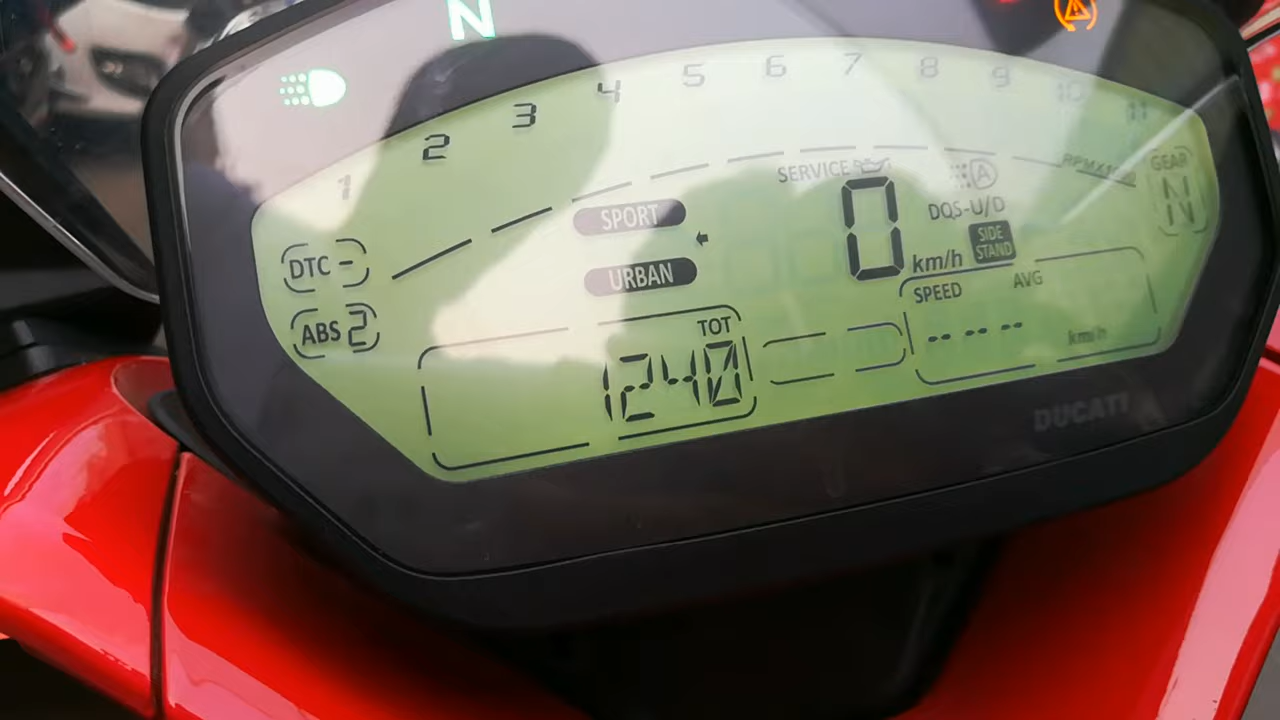 N
1 2 3 4 5 6 7 8 9 10 11
RPMX1000
SERVICE A GEAR
N
SPORT
0 km/h
DQS-U/D
SIDE
STAND
DTC -
URBAN
ABS 2
SPEED AVG
-- -- --
km/h
TOT
1240
DUCATI